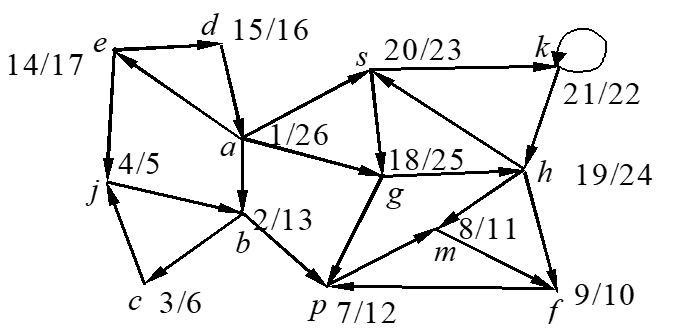 d 15/16
e
14/17
s 20/23
k
21/22
a 1/26
4/5
j
18/25
g
h 19/24
2/13
b
8/11
m
c 3/6
p 7/12
f 9/10